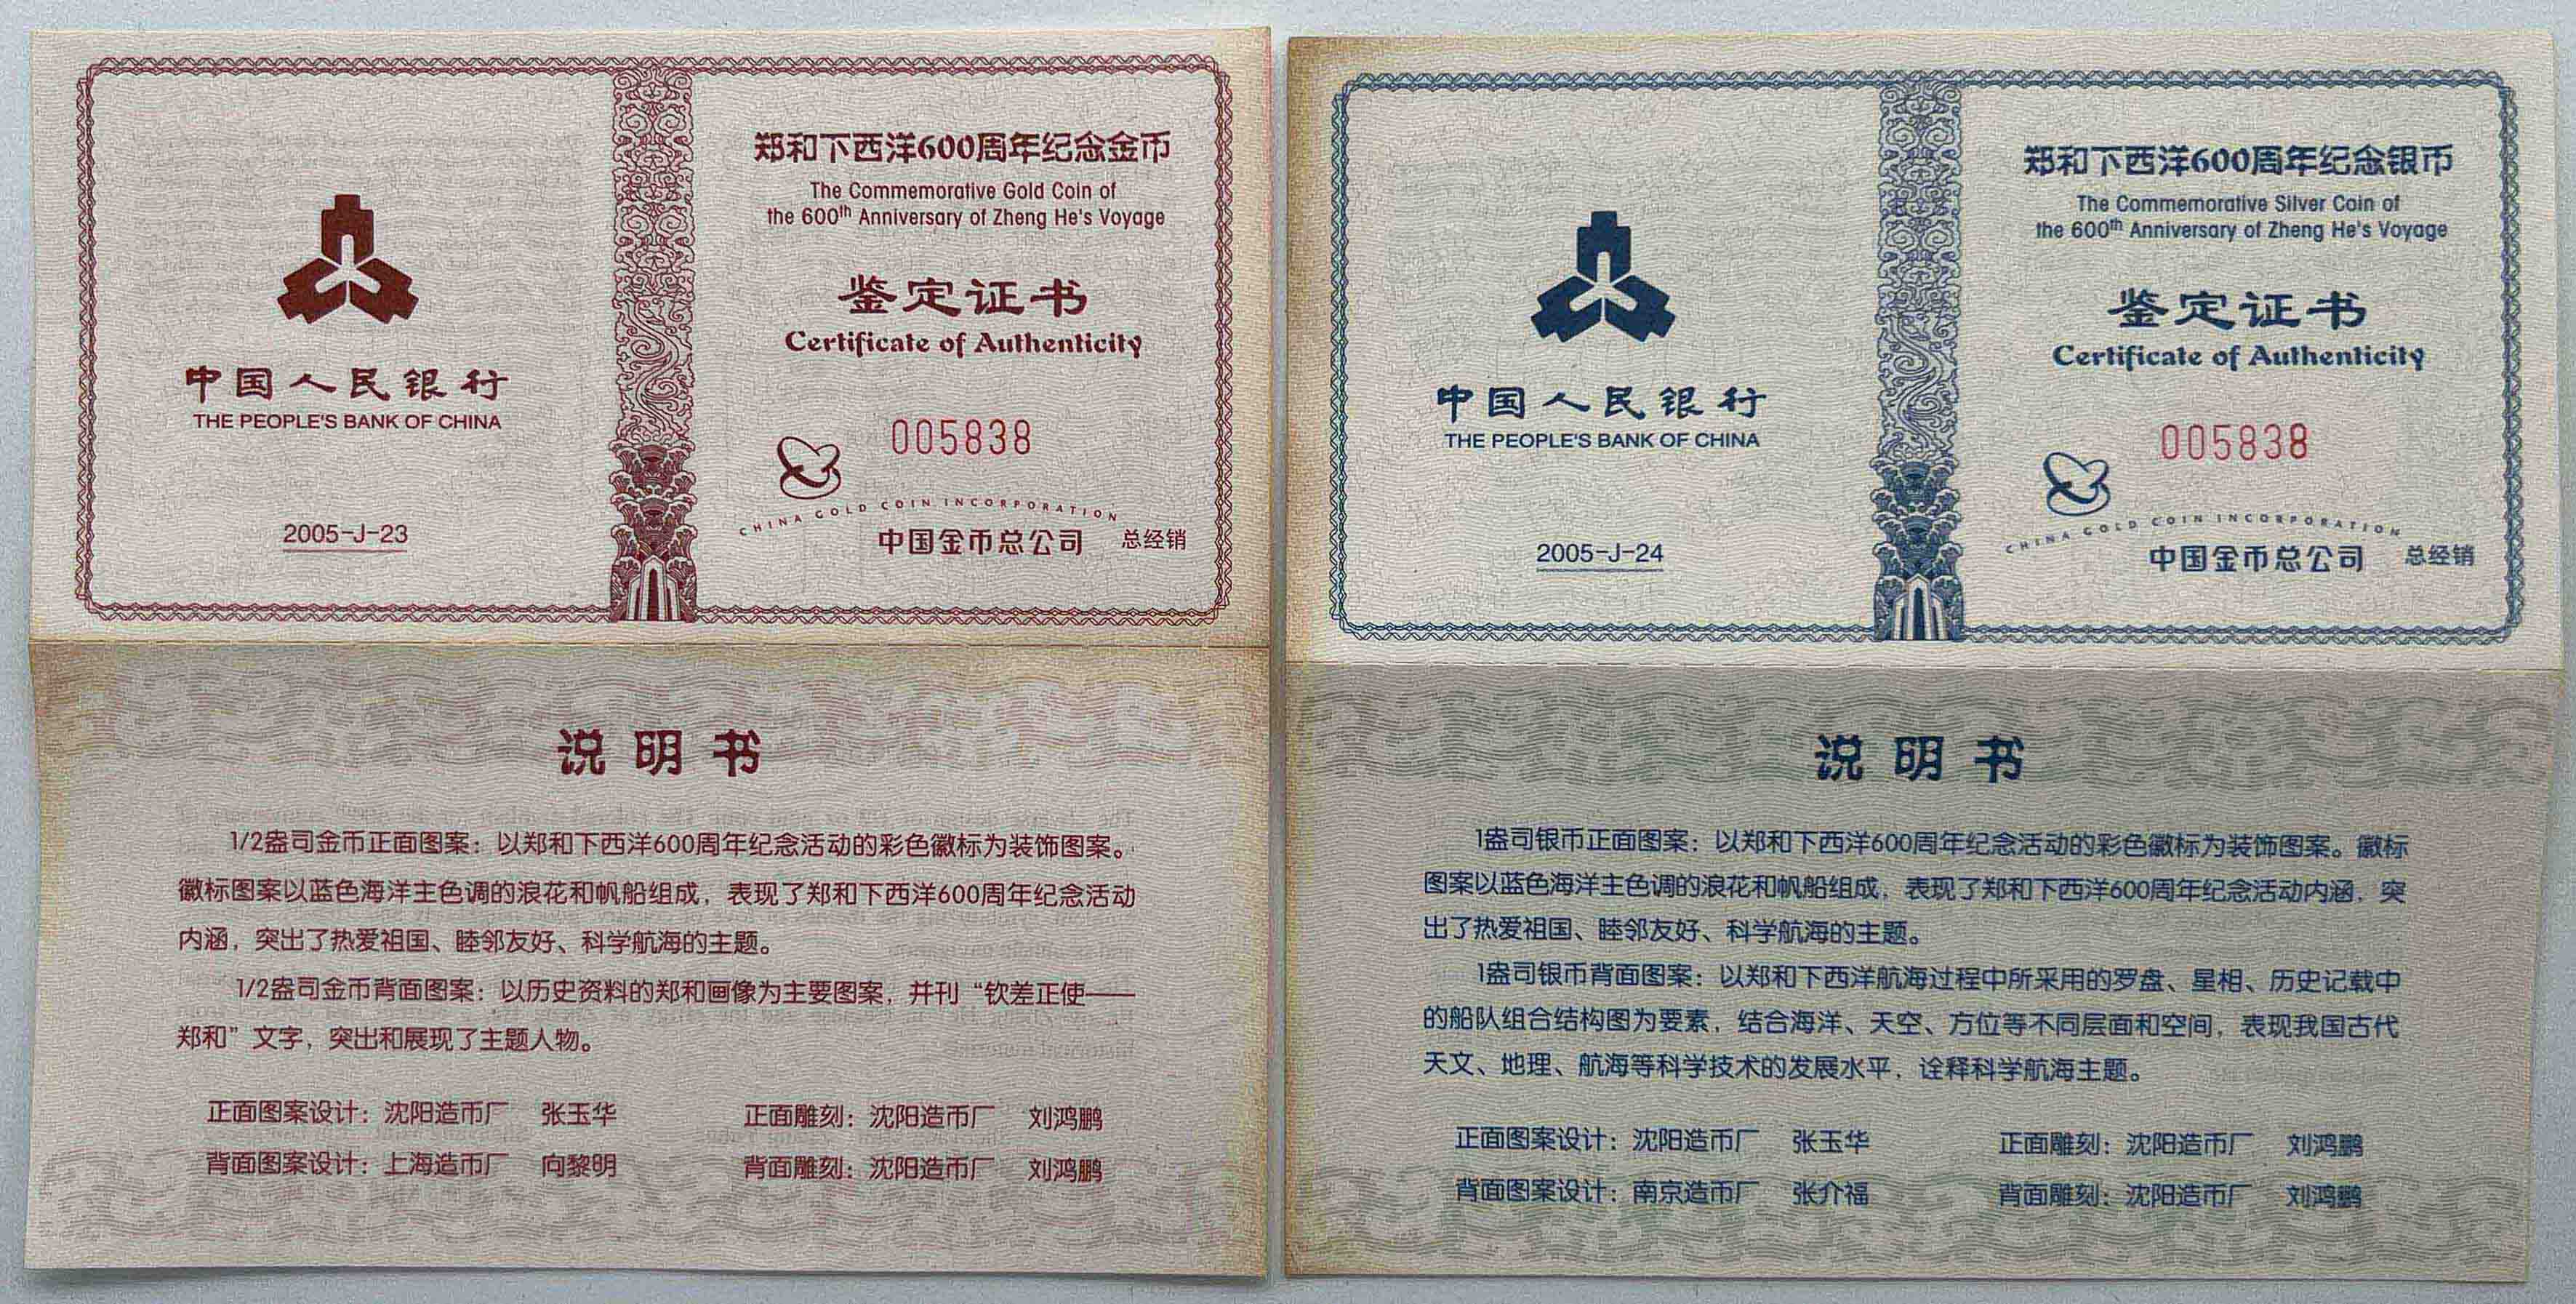 中国人民银行
THE PEOPLE'S BANK OF CHINA
2005-J-23
郑和下西洋600周年纪念金币
The Commemorative Gold Coin of
the 600th Anniversary of Zheng He's Voyage
鉴定证书
Certificate of Authenticity
005838
CHINA GOLD COIN INCORPORATION
中国金币总公司 总经销
说明书
1/2盎司金币正面图案：以郑和下西洋600周年纪念活动的彩色徽标为装饰图案。
徽标图案以蓝色海洋主色调的浪花和帆船组成，表现了郑和下西洋600周年纪念活动
内涵，突出了热爱祖国、睦邻友好、科学航海的主题。
1/2盎司金币背面图案：以历史资料的郑和画像为主要图案，并刊“钦差正使——
郑和”文字，突出和展现了主题人物。
正面图案设计：沈阳造币厂 张玉华 正面雕刻：沈阳造币厂 刘鸿鹏
背面图案设计：上海造币厂 向黎明 背面雕刻：沈阳造币厂 刘鸿鹏
中国人民银行
THE PEOPLE'S BANK OF CHINA
2005-J-24
郑和下西洋600周年纪念银币
The Commemorative Silver Coin of
the 600th Anniversary of Zheng He's Voyage
鉴定证书
Certificate of Authenticity
005838
CHINA GOLD COIN INCORPORATION
中国金币总公司 总经销
说明书
1盎司银币正面图案：以郑和下西洋600周年纪念活动的彩色徽标为装饰图案。徽标
图案以蓝色海洋主色调的浪花和帆船组成，表现了郑和下西洋600周年纪念活动内涵，突
出了热爱祖国、睦邻友好、科学航海的主题。
1盎司银币背面图案：以郑和下西洋航海过程中所采用的罗盘、星相、历史记载中
的船队组合结构图为要素，结合海洋、天空、方位等不同层面和空间，表现我国古代
天文、地理、航海等科学技术的发展水平，诠释科学航海主题。
正面图案设计：沈阳造币厂 张玉华 正面雕刻：沈阳造币厂 刘鸿鹏
背面图案设计：南京造币厂 张介福 背面雕刻：沈阳造币厂 刘鸿鹏